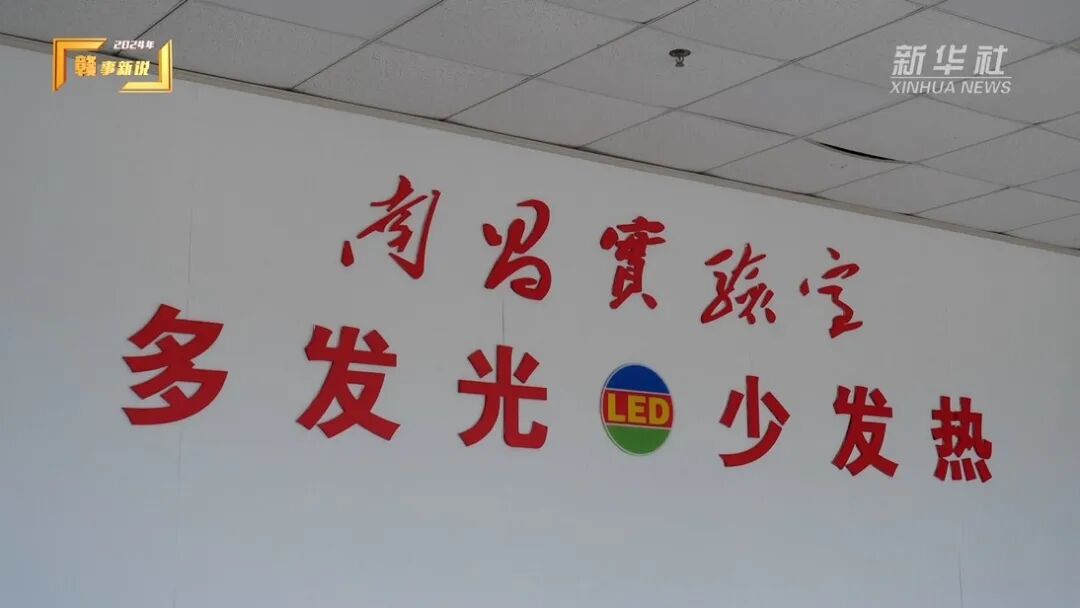 2024年
赣事新说
新华社
XINHUA NEWS
南昌實驗室
多发光 LED 少发热